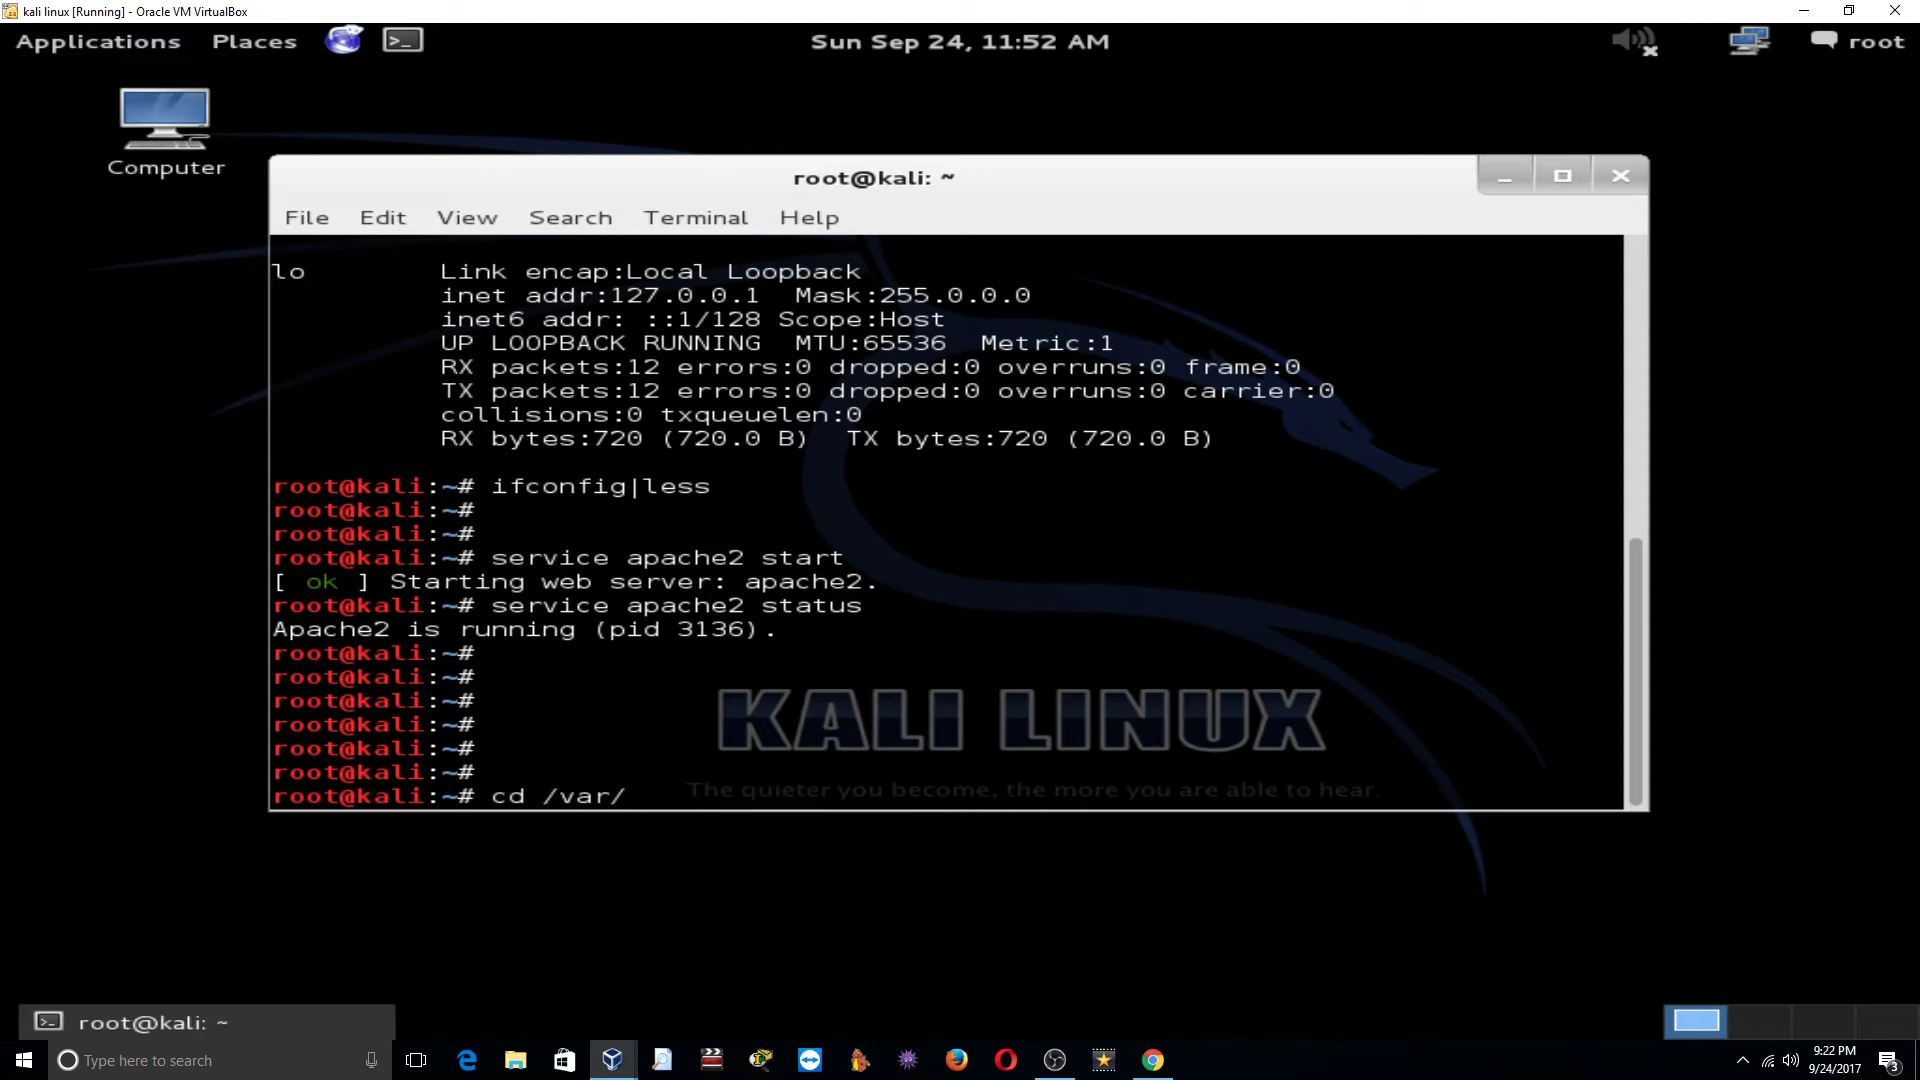 kali linux [Running] - Oracle VM VirtualBox
Applications Places Sun Sep 24, 11:52 AM root
Computer
root@kali: ~
File Edit View Search Terminal Help
lo Link encap:Local Loopback
inet addr:127.0.0.1 Mask:255.0.0.0
inet6 addr: ::1/128 Scope:Host
UP LOOPBACK RUNNING MTU:65536 Metric:1
RX packets:12 errors:0 dropped:0 overruns:0 frame:0
TX packets:12 errors:0 dropped:0 overruns:0 carrier:0
collisions:0 txqueuelen:0
RX bytes:720 (720.0 B) TX bytes:720 (720.0 B)
root@kali:~# ifconfig|less
root@kali:~#
root@kali:~#
root@kali:~# service apache2 start
[ ok ] Starting web server: apache2.
root@kali:~# service apache2 status
Apache2 is running (pid 3136).
root@kali:~#
root@kali:~#
root@kali:~#
root@kali:~#
root@kali:~#
root@kali:~#
root@kali:~# cd /var/
KALI LINUX
The quieter you become, the more you are able to hear.
root@kali: ~
Type here to search
9:22 PM
9/24/2017
3